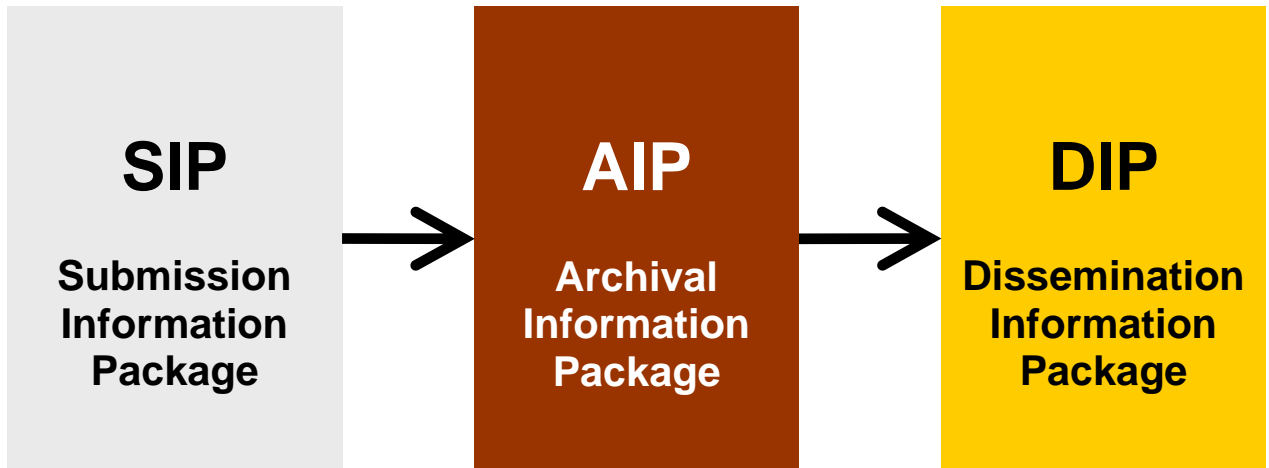 SIP
Submission
Information
Package
AIP
Archival
Information
Package
DIP
Dissemination
Information
Package